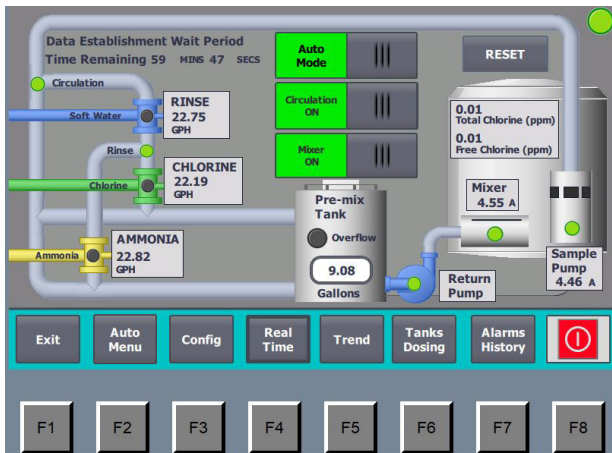 Data Establishment Wait Period
Time Remaining 59 MINS 47 SECS
Auto
Mode
RESET
Circulation
Circulation
ON
RINSE
22.75
GPH
Soft Water
0.01
Total Chlorine (ppm)
0.01
Free Chlorine (ppm)
Rinse
Mixer
ON
CHLORINE
22.19
GPH
Chlorine
Pre-mix
Tank
Mixer
4.55 A
Overflow
AMMONIA
22.82
GPH
Ammonia
9.08
Gallons
Return
Pump
Sample
Pump
4.46 A
Exit
Auto
Menu
Config
Real
Time
Trend
Tanks
Dosing
Alarms
History
F1
F2
F3
F4
F5
F6
F7
F8